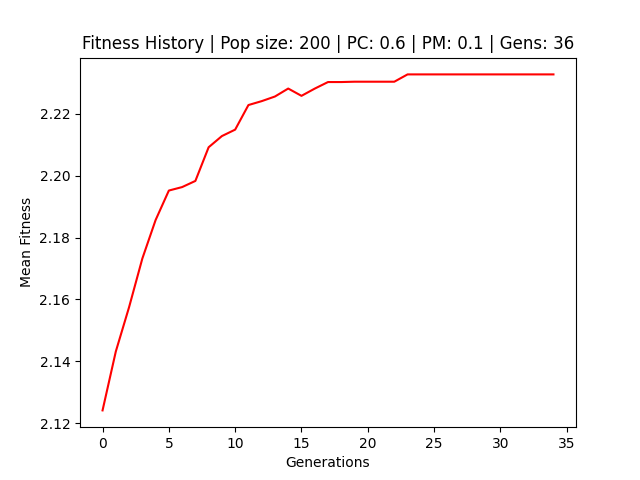 Fitness History | Pop size: 200 | PC: 0.6 | PM: 0.1 | Gens: 36
2.22
2.20
2.18
2.16
2.14
2.12
Mean Fitness
0 5 10 15 20 25 30 35
Generations